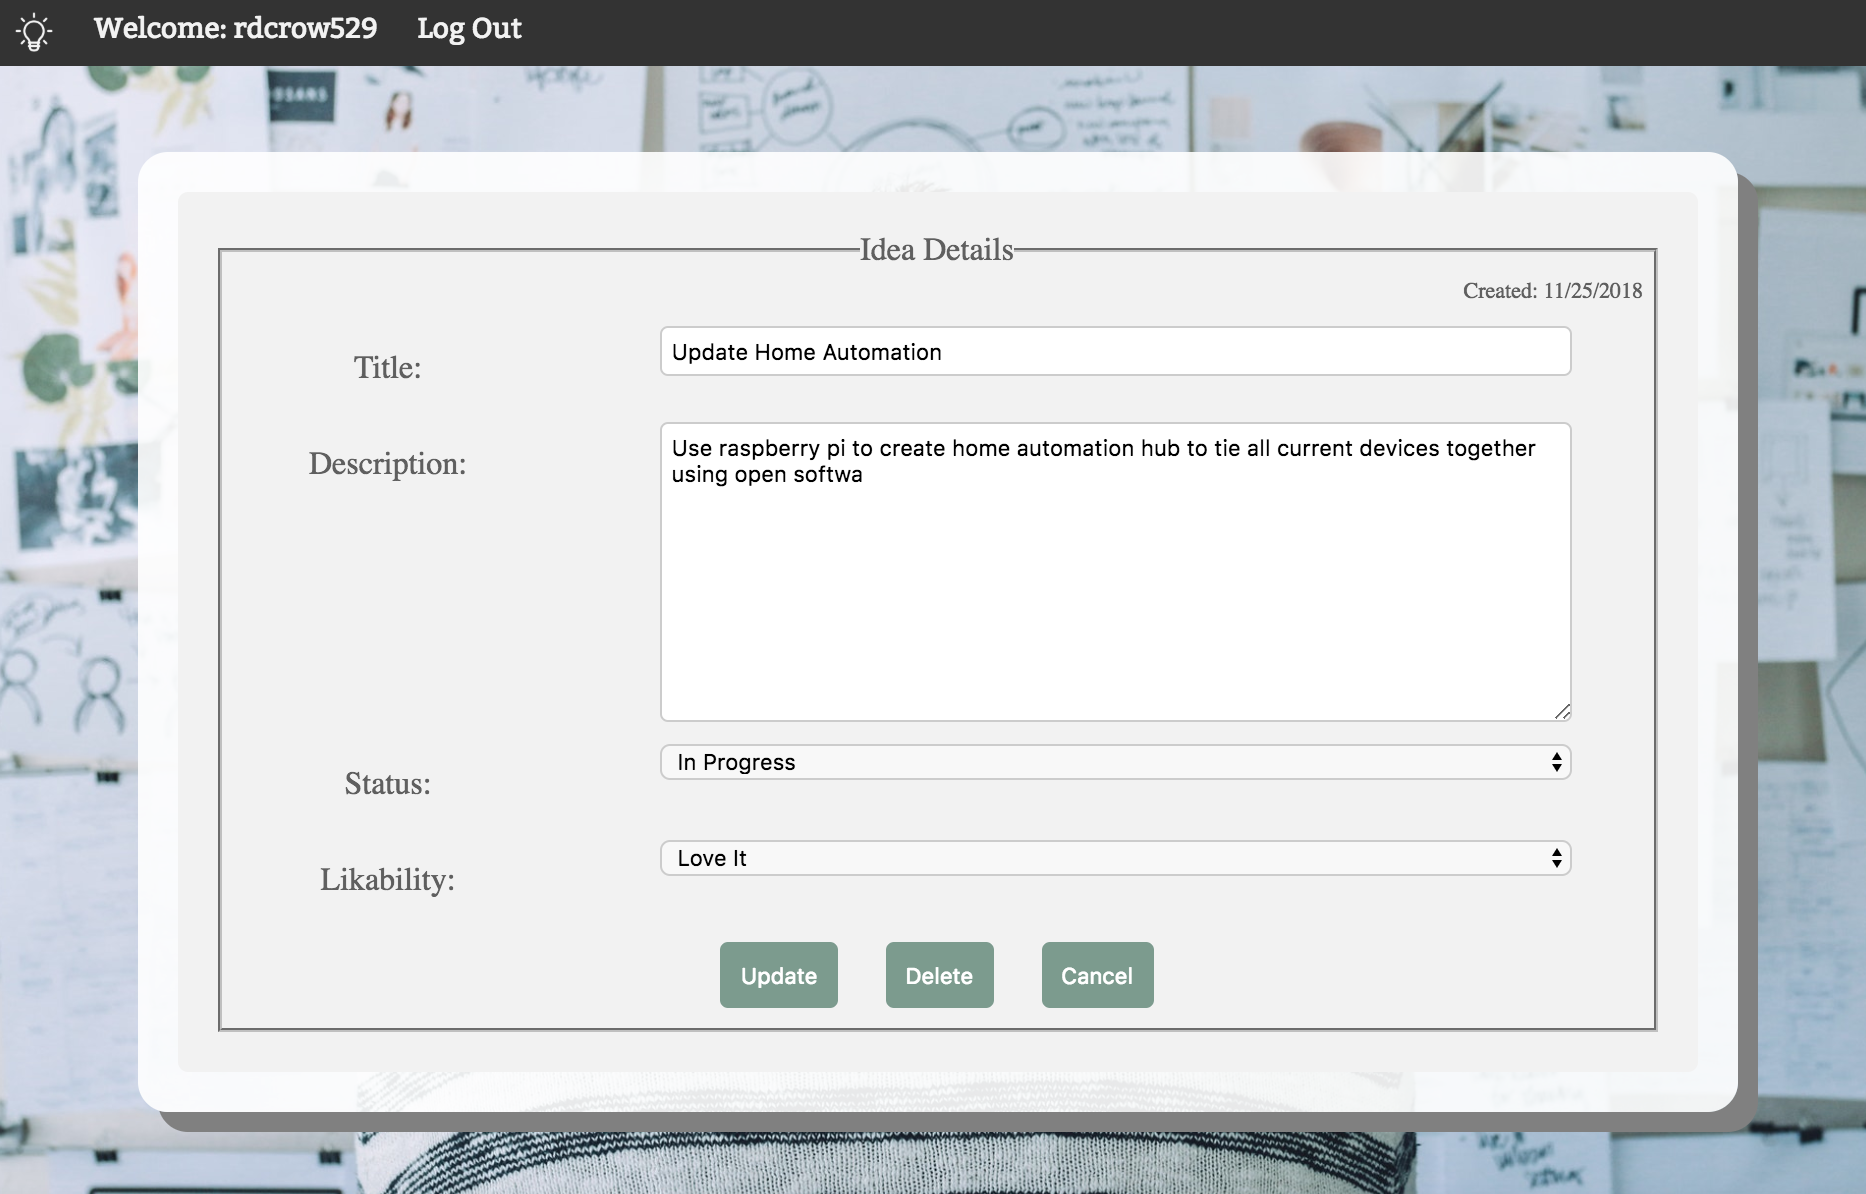 Welcome: rdcrow529 Log Out
Idea Details
Created: 11/25/2018
Title:
Update Home Automation
Description:
Use raspberry pi to create home automation hub to tie all current devices together
using open softwa
Status:
In Progress
Likability:
Love It
Update Delete Cancel